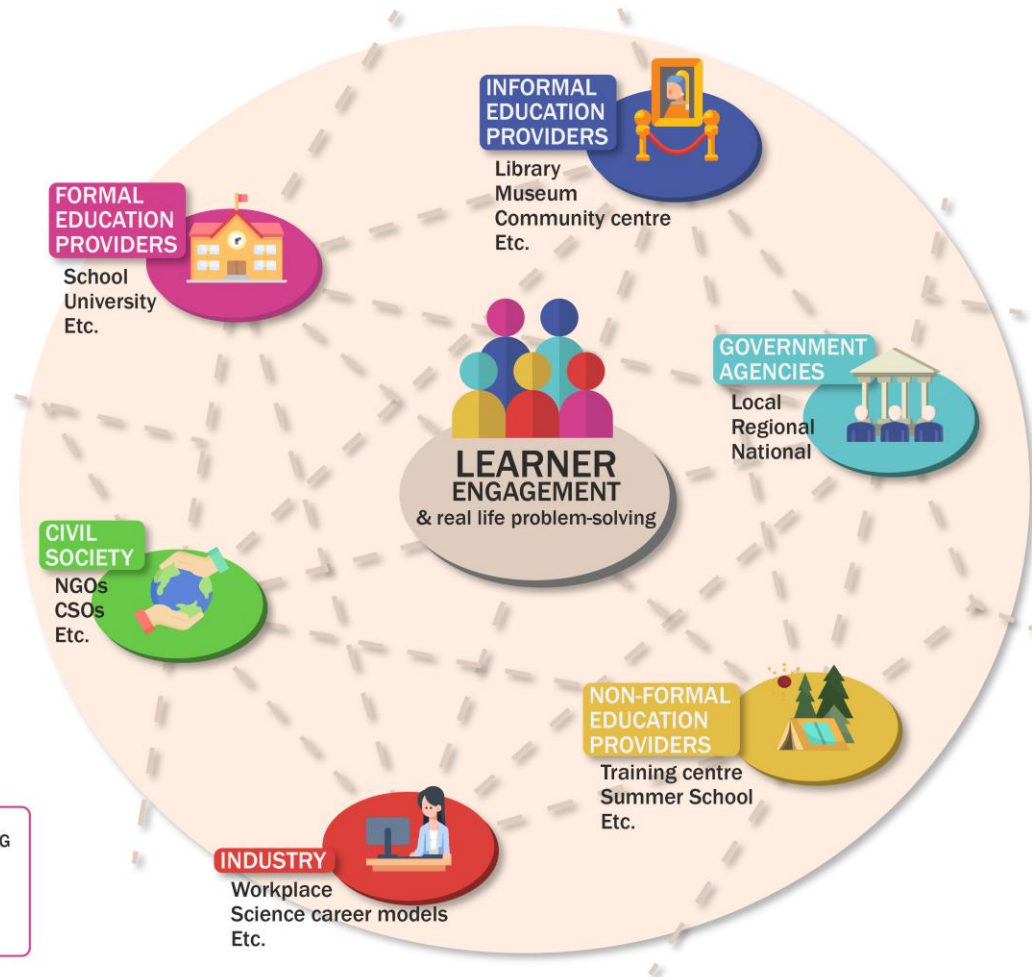 INFORMAL
EDUCATION
PROVIDERS
Library
Museum
Community centre
Etc.
FORMAL
EDUCATION
PROVIDERS
School
University
Etc.
GOVERNMENT
AGENCIES
Local
Regional
National
LEARNER
ENGAGEMENT
& real life problem-solving
CIVIL
SOCIETY
NGOs
CSOs
Etc.
NON-FORMAL
EDUCATION
PROVIDERS
Training centre
Summer School
Etc.
INDUSTRY
Workplace
Science career models
Etc.